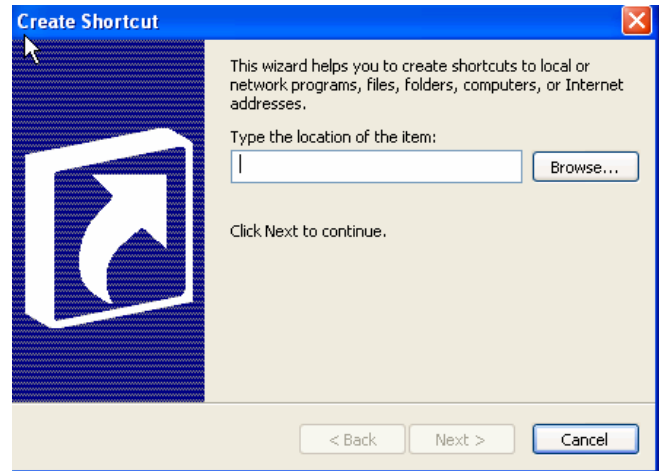 Create Shortcut
This wizard helps you to create shortcuts to local or
network programs, files, folders, computers, or Internet
addresses.
Type the location of the item:
Browse...
Click Next to continue.
< Back
Next >
Cancel